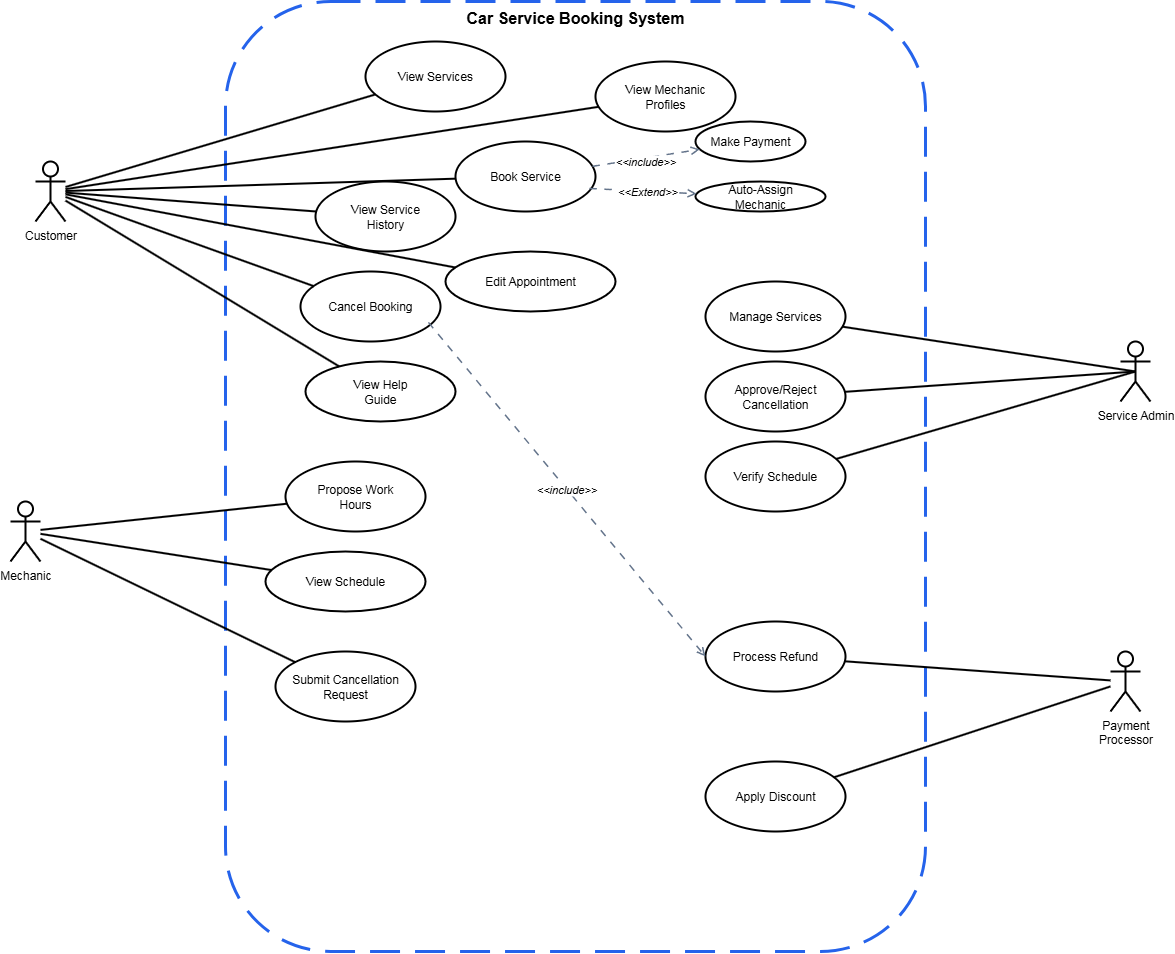 Car Service Booking System
View Services
View Mechanic
Profiles
Make Payment
<<include>>
Book Service
<<Extend>>
Auto-Assign
Mechanic
View Service
History
Customer
Edit Appointment
Cancel Booking
Manage Services
View Help
Guide
Approve/Reject
Cancellation
Service Admin
Verify Schedule
Propose Work
Hours
<<include>>
Mechanic
View Schedule
Process Refund
Submit Cancellation
Request
Payment
Processor
Apply Discount